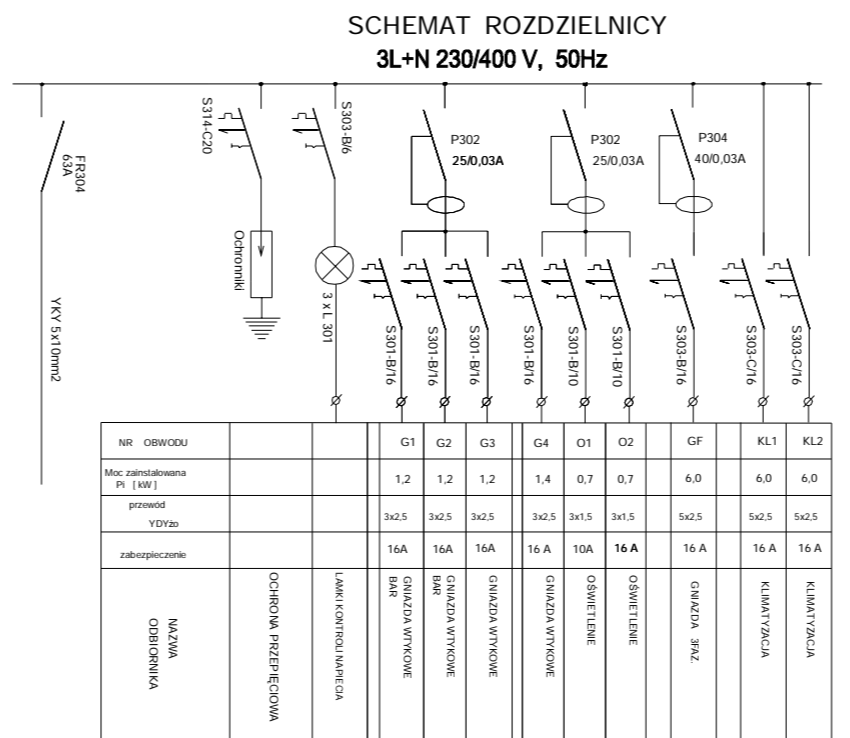 SCHEMAT ROZDZIELNICY
3L+N 230/400 V, 50Hz
FR304
63A
YKY 5x10mm2
S314-C20
Ochronniki
S303-B/6
3 x L 301
P302
25/0,03A
P302
25/0,03A
P304
40/0,03A
S301-B/16
S301-B/16
S301-B/16
S301-B/16
S301-B/10
S301-B/10
S303-B/16
S303-C/16
S303-C/16
NR OBWODU G1 G2 G3 G4 O1 O2 GF KL1 KL2
Moc zainstalowana
Pi [ kW ] 1,2 1,2 1,2 1,4 0,7 0,7 6,0 6,0 6,0
przewód
YDYżo 3x2,5 3x2,5 3x2,5 3x2,5 3x1,5 3x1,5 5x2,5 5x2,5 5x2,5
zabezpieczenie 16A 16A 16A 16 A 10A 16 A 16 A 16 A 16 A
NAZWA
ODBIORNIKA
OCHRONA PRZEPIĘCIOWA
LAMKI KONTROLI NAPIECIA
GNIAZDA WTYKOWE
BAR
GNIAZDA WTYKOWE
BAR
GNIAZDA WTYKOWE
GNIAZDA WTYKOWE
OŚWIETLENIE
OŚWIETLENIE
GNIAZDA 3FAZ.
KLIMATYZACJA
KLIMATYZACJA